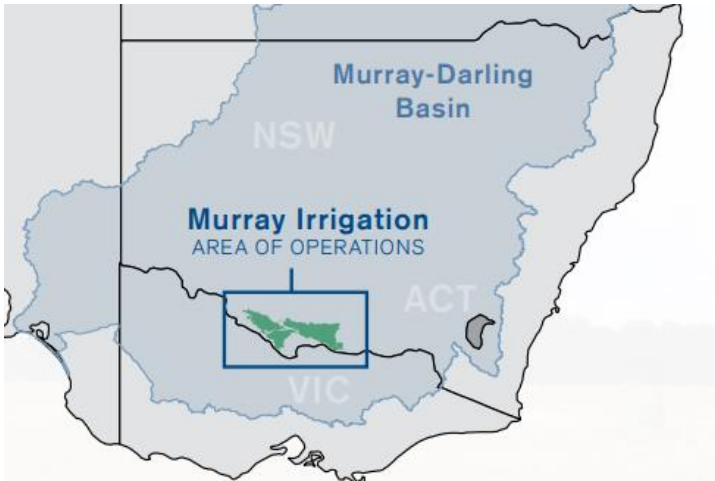 Murray-Darling
Basin
NSW
Murray Irrigation
AREA OF OPERATIONS
ACT
VIC